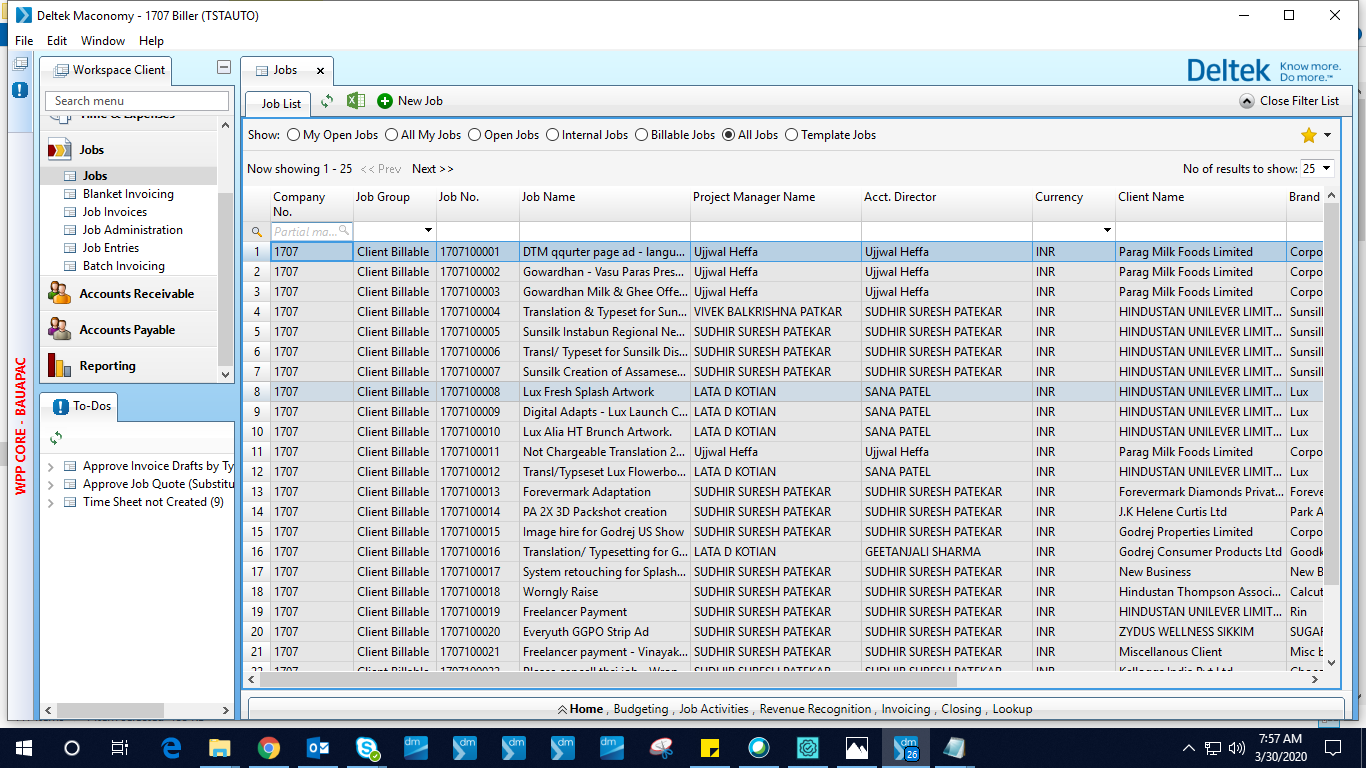 Deltek Maconomy - 1707 Biller (TSTAUTO)
File Edit Window Help
Workspace Client
Jobs
Deltek Know more. Do more.™
Search menu
Job List
New Job
Close Filter List
Time & Expenses
Show: My Open Jobs All My Jobs Open Jobs Internal Jobs Billable Jobs All Jobs Template Jobs
Jobs
Now showing 1 - 25 << Prev Next >>
No of results to show: 25
Jobs
Blanket Invoicing
Job Invoices
Job Administration
Job Entries
Batch Invoicing
Accounts Receivable
Accounts Payable
Reporting
WPP CORE - BAUAPAC
To-Dos
Approve Invoice Drafts by Ty
Approve Job Quote (Substitu
Time Sheet not Created (9)
Company No. Job Group Job No. Job Name Project Manager Name Acct. Director Currency Client Name Brand
Partial ma...
1 1707 Client Billable 1707100001 DTM qqurter page ad - langu... Ujjwal Heffa Ujjwal Heffa INR Parag Milk Foods Limited Corpo
2 1707 Client Billable 1707100002 Gowardhan - Vasu Paras Pres... Ujjwal Heffa Ujjwal Heffa INR Parag Milk Foods Limited Corpo
3 1707 Client Billable 1707100003 Gowardhan Milk & Ghee Offe... Ujjwal Heffa Ujjwal Heffa INR Parag Milk Foods Limited Corpo
4 1707 Client Billable 1707100004 Translation & Typeset for Sun... VIVEK BALKRISHNA PATKAR SUDHIR SURESH PATEKAR INR HINDUSTAN UNILEVER LIMIT... Sunsill
5 1707 Client Billable 1707100005 Sunsilk Instabun Regional Ne... SUDHIR SURESH PATEKAR SUDHIR SURESH PATEKAR INR HINDUSTAN UNILEVER LIMIT... Sunsill
6 1707 Client Billable 1707100006 Transl/ Typeset for Sunsilk Dis... SUDHIR SURESH PATEKAR SUDHIR SURESH PATEKAR INR HINDUSTAN UNILEVER LIMIT... Sunsill
7 1707 Client Billable 1707100007 Sunsilk Creation of Assamese... SUDHIR SURESH PATEKAR SUDHIR SURESH PATEKAR INR HINDUSTAN UNILEVER LIMIT... Sunsill
8 1707 Client Billable 1707100008 Lux Fresh Splash Artwork LATA D KOTIAN SANA PATEL INR HINDUSTAN UNILEVER LIMIT... Lux
9 1707 Client Billable 1707100009 Digital Adapts - Lux Launch C... LATA D KOTIAN SANA PATEL INR HINDUSTAN UNILEVER LIMIT... Lux
10 1707 Client Billable 1707100010 Lux Alia HT Brunch Artwork. LATA D KOTIAN SANA PATEL INR HINDUSTAN UNILEVER LIMIT... Lux
11 1707 Client Billable 1707100011 Not Chargeable Translation 2... Ujjwal Heffa Ujjwal Heffa INR Parag Milk Foods Limited Corpo
12 1707 Client Billable 1707100012 Transl/Typseset Lux Flowerbo... LATA D KOTIAN SANA PATEL INR HINDUSTAN UNILEVER LIMIT... Lux
13 1707 Client Billable 1707100013 Forevermark Adaptation SUDHIR SURESH PATEKAR SUDHIR SURESH PATEKAR INR Forevermark Diamonds Privat... Foreve
14 1707 Client Billable 1707100014 PA 2X 3D Packshot creation SUDHIR SURESH PATEKAR SUDHIR SURESH PATEKAR INR J.K Helene Curtis Ltd Park A
15 1707 Client Billable 1707100015 Image hire for Godrej US Show SUDHIR SURESH PATEKAR SUDHIR SURESH PATEKAR INR Godrej Properties Limited Corpo
16 1707 Client Billable 1707100016 Translation/ Typesetting for G... LATA D KOTIAN GEETANJALI SHARMA INR Godrej Consumer Products Ltd Goodk
17 1707 Client Billable 1707100017 System retouching for Splash... SUDHIR SURESH PATEKAR SUDHIR SURESH PATEKAR INR New Business New B
18 1707 Client Billable 1707100018 Worngly Raise SUDHIR SURESH PATEKAR SUDHIR SURESH PATEKAR INR Hindustan Thompson Associ... Calcut
19 1707 Client Billable 1707100019 Freelancer Payment SUDHIR SURESH PATEKAR SUDHIR SURESH PATEKAR INR HINDUSTAN UNILEVER LIMIT... Rin
20 1707 Client Billable 1707100020 Everyuth GGPO Strip Ad SUDHIR SURESH PATEKAR SUDHIR SURESH PATEKAR INR ZYDUS WELLNESS SIKKIM SUGAR
21 1707 Client Billable 1707100021 Freelancer payment - Vinayak... SUDHIR SURESH PATEKAR SUDHIR SURESH PATEKAR INR Miscellanous Client Misc b
22 1707 Client Billable 1707100022 SUDHIR SURESH PATEKAR SUDHIR SURESH PATEKAR INR
Home , Budgeting , Job Activities , Revenue Recognition , Invoicing , Closing , Lookup
dm dm dm dm dm dm 26
7:57 AM
3/30/2020